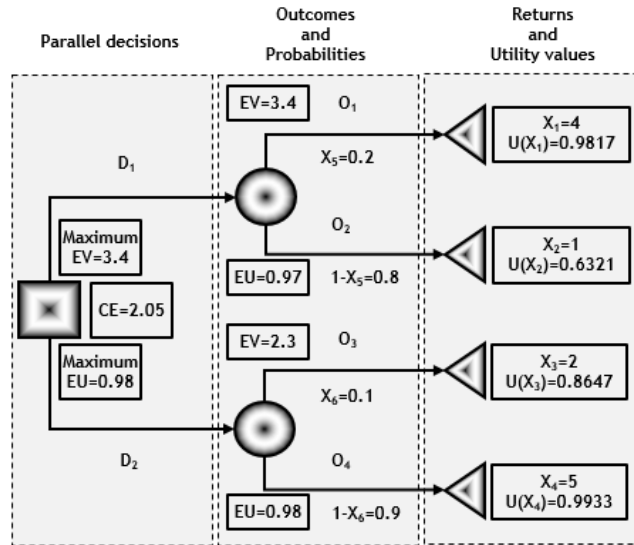 Parallel decisions
Outcomes
and
Probabilities
Returns
and
Utility values
EV=3.4
O₁
X₁=4
U(X₁)=0.9817
X₅=0.2
D₁
O₂
Maximum
EV=3.4
X₂=1
U(X₂)=0.6321
EU=0.97
1-X₅=0.8
CE=2.05
EV=2.3
O₃
Maximum
EU=0.98
X₃=2
U(X₃)=0.8647
X₆=0.1
D₂
O₄
X₄=5
U(X₄)=0.9933
EU=0.98
1-X₆=0.9